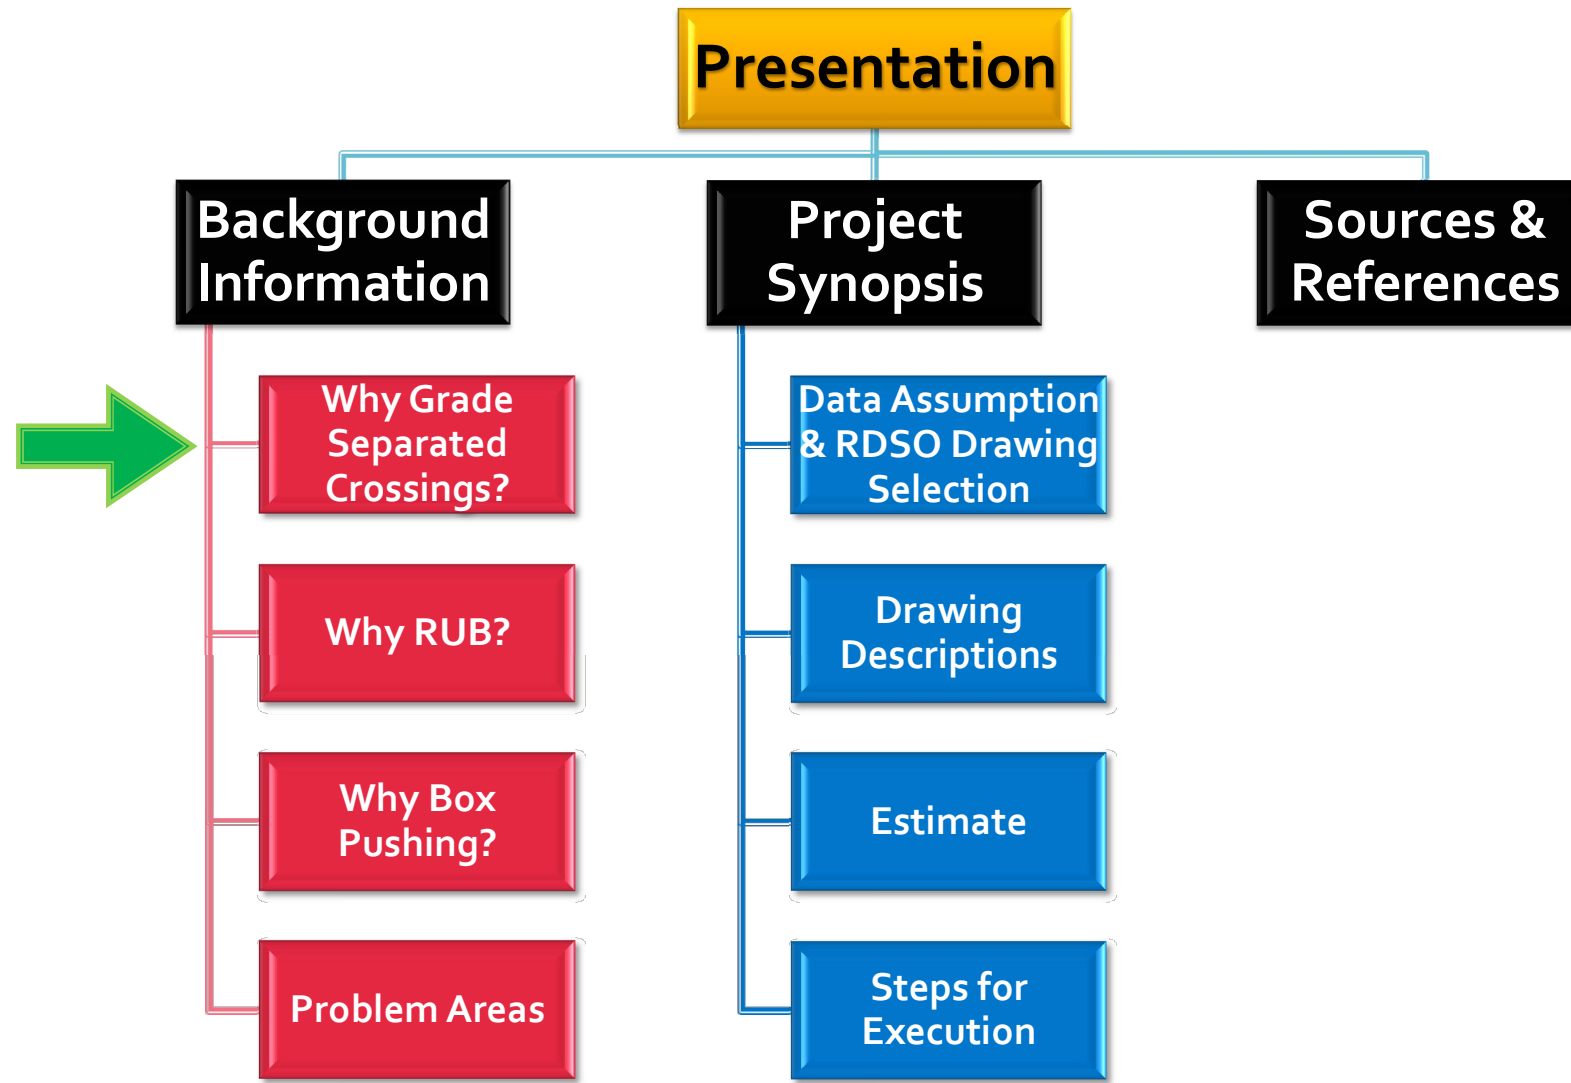 Presentation
Background
Information
Why Grade
Separated
Crossings?
Why RUB?
Why Box
Pushing?
Problem Areas
Project
Synopsis
Data Assumption
& RDSO Drawing
Selection
Drawing
Descriptions
Estimate
Steps for
Execution
Sources &
References